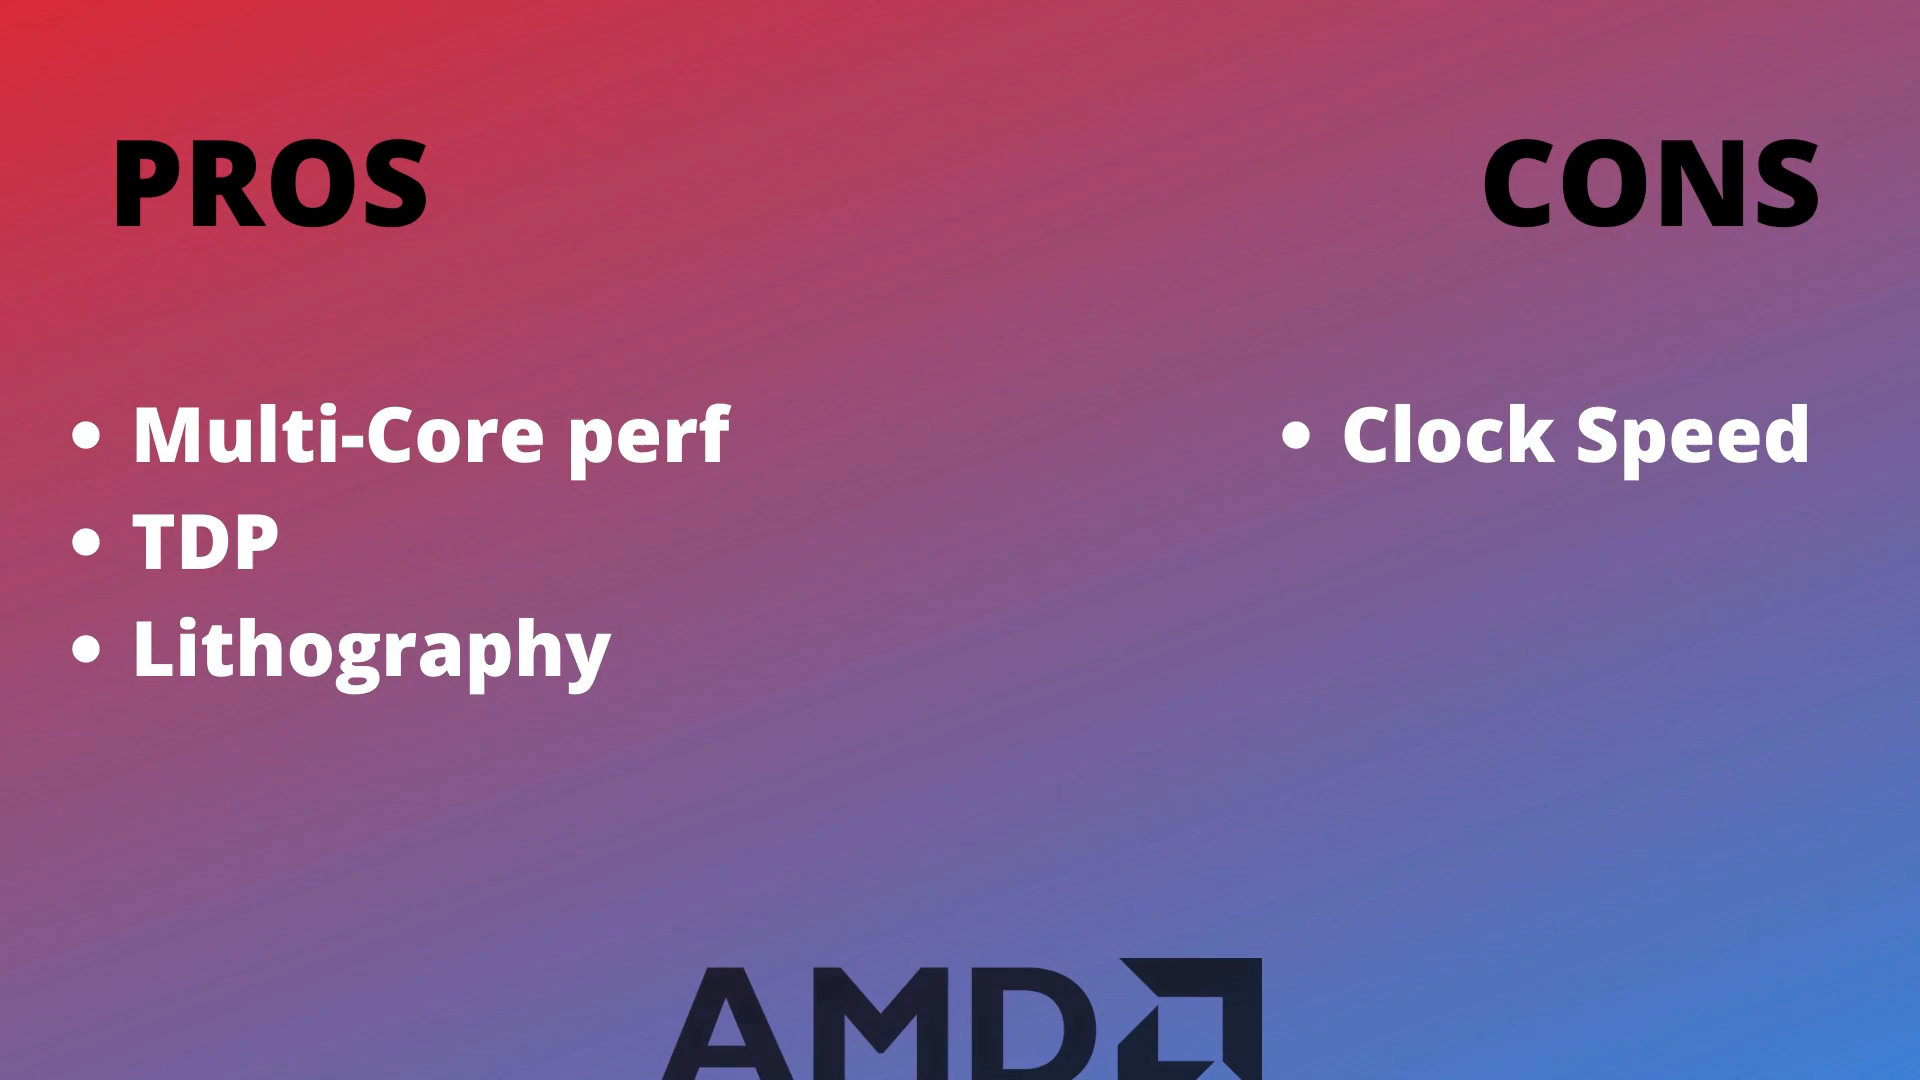 PROS
CONS
• Multi-Core perf
• TDP
• Lithography
• Clock Speed
AMD